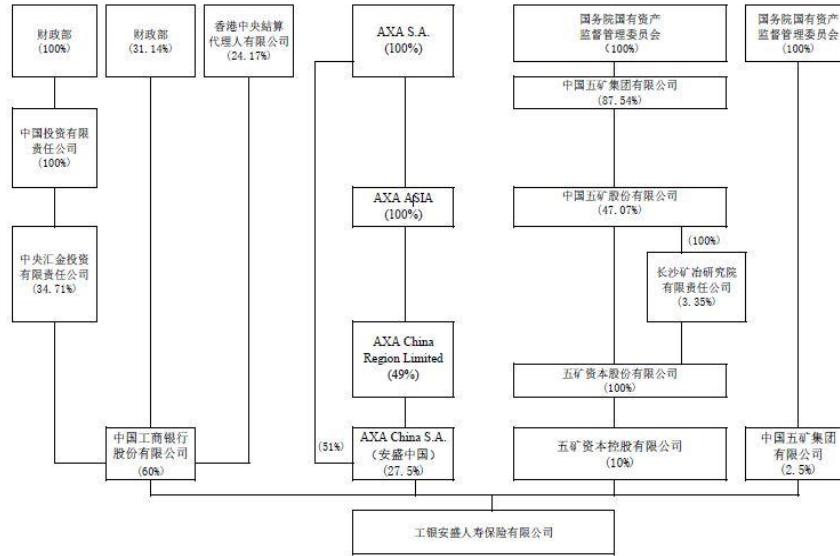 财政部
(100%)
财政部
(31.14%)
香港中央結算
代理人有限公司
(24.17%)
AXA S.A.
(100%)
国务院国有资产
监督管理委员会
(100%)
国务院国有资产
监督管理委员会
(100%)
中国五矿集团有限公司
(87.54%)
中国投资有限
责任公司
(100%)
AXA ASIA
(100%)
中国五矿股份有限公司
(47.07%)
(100%)
中央汇金投资
有限责任公司
(34.71%)
长沙矿冶研究院
有限责任公司
(3.35%)
AXA China
Region Limited
(49%)
五矿资本股份有限公司
(100%)
中国工商银行
股份有限公司
(60%)
(51%)
AXA China S.A.
（安盛中国）
(27.5%)
五矿资本控股有限公司
(10%)
中国五矿集团
有限公司
(2.5%)
工银安盛人寿保险有限公司